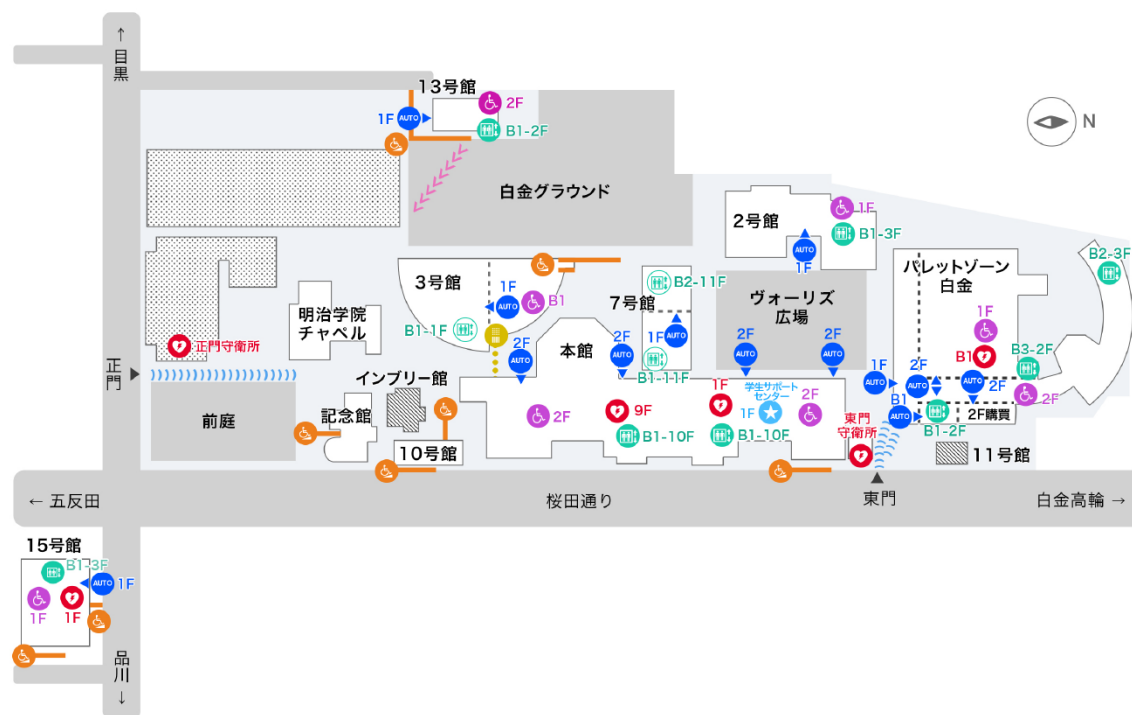 ↑
目黒
13号館
2F
1F
AUTO
B1-2F
N
白金グラウンド
2号館
1F
B1-3F
AUTO
1F
パレットゾーン
白金
B2-3F
3号館
1F
AUTO
B1
B1-1F
7号館
B2-11F
1F
AUTO
B1-11F
ヴォーリズ
広場
明治学院
チャペル
正門守衛所
正門
前庭
インブリー館
記念館
10号館
本館
2F
AUTO
2F
AUTO
2F
AUTO
2F
AUTO
2F
9F
B1-10F
1F
B1-10F
学生サポート
センター
1F
2F
東門
守衛所
1F
AUTO
2F
AUTO
B1
AUTO
B1-2F
1F
B1
B3-2F
AUTO
2F
2F
2F購買
11号館
← 五反田
桜田通り
東門
白金高輪 →
15号館
B1-3F
AUTO
1F
1F
1F
品川
↓